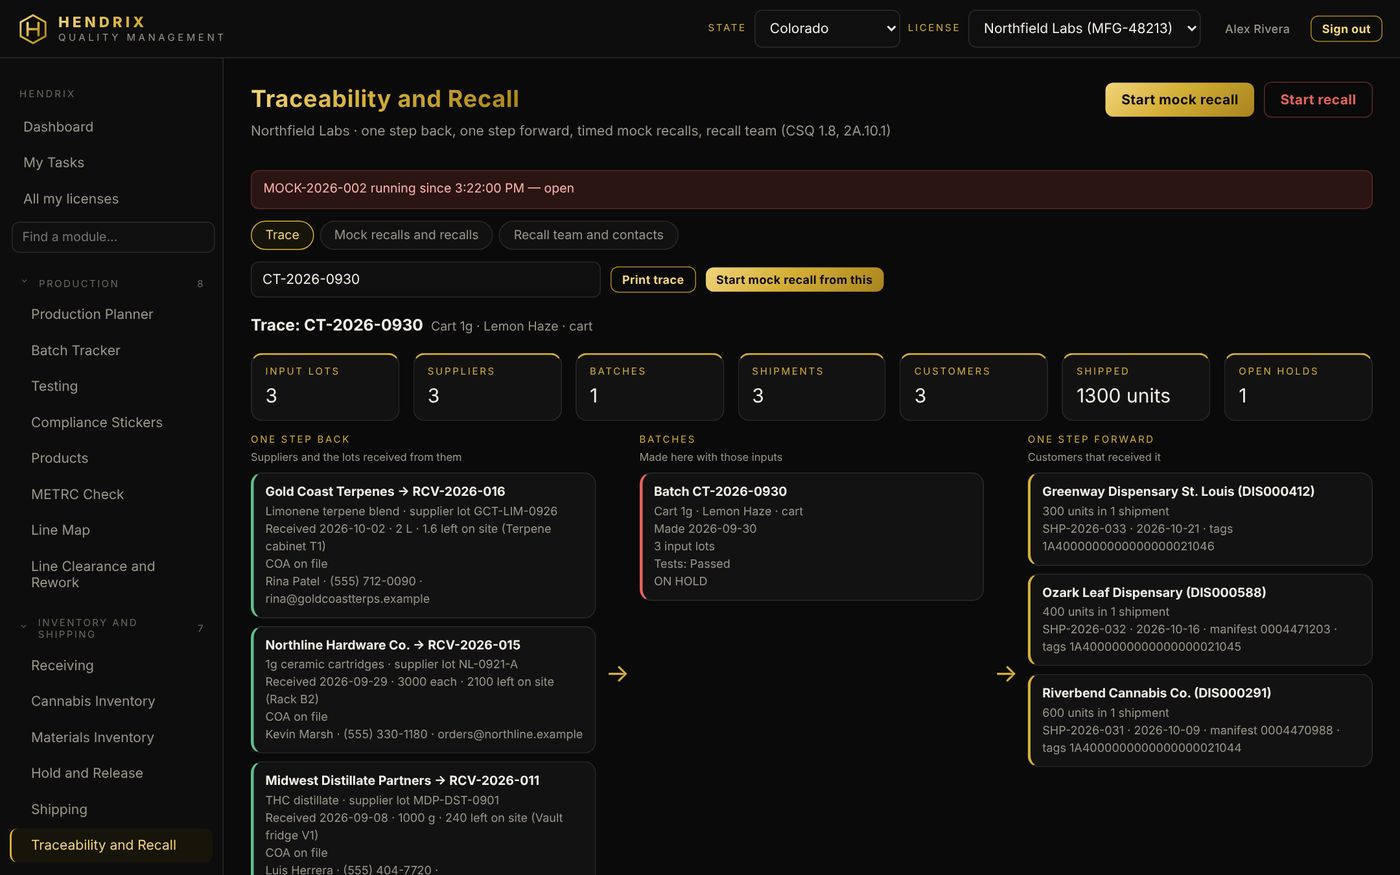 HENDRIX
QUALITY MANAGEMENT
STATE
Colorado
LICENSE
Northfield Labs (MFG-48213)
Alex Rivera
Sign out
HENDRIX
Dashboard
My Tasks
All my licenses
Find a module...
PRODUCTION
8
Production Planner
Batch Tracker
Testing
Compliance Stickers
Products
METRC Check
Line Map
Line Clearance and
Rework
INVENTORY AND
SHIPPING
7
Receiving
Cannabis Inventory
Materials Inventory
Hold and Release
Shipping
Traceability and Recall
Traceability and Recall
Start mock recall
Start recall
Northfield Labs · one step back, one step forward, timed mock recalls, recall team (CSQ 1.8, 2A.10.1)
MOCK-2026-002 running since 3:22:00 PM — open
Trace
Mock recalls and recalls
Recall team and contacts
CT-2026-0930
Print trace
Start mock recall from this
Trace: CT-2026-0930 Cart 1g · Lemon Haze · cart
INPUT LOTS
3
SUPPLIERS
3
BATCHES
1
SHIPMENTS
3
CUSTOMERS
3
SHIPPED
1300 units
OPEN HOLDS
1
ONE STEP BACK
Suppliers and the lots received from them
Gold Coast Terpenes → RCV-2026-016
Limonene terpene blend · supplier lot GCT-LIM-0926
Received 2026-10-02 · 2 L · 1.6 left on site (Terpene
cabinet T1)
COA on file
Rina Patel · (555) 712-0090 ·
rina@goldcoastterps.example
Northline Hardware Co. → RCV-2026-015
1g ceramic cartridges · supplier lot NL-0921-A
Received 2026-09-29 · 3000 each · 2100 left on site
(Rack B2)
COA on file
Kevin Marsh · (555) 330-1180 · orders@northline.example
Midwest Distillate Partners → RCV-2026-011
THC distillate · supplier lot MDP-DST-0901
Received 2026-09-08 · 1000 g · 240 left on site (Vault
fridge V1)
COA on file
Luis Herrera · (555) 404-7720 ·
→
BATCHES
Made here with those inputs
Batch CT-2026-0930
Cart 1g · Lemon Haze · cart
Made 2026-09-30
3 input lots
Tests: Passed
ON HOLD
→
ONE STEP FORWARD
Customers that received it
Greenway Dispensary St. Louis (DIS000412)
300 units in 1 shipment
SHP-2026-033 · 2026-10-21 · tags
1A4000000000000000021046
Ozark Leaf Dispensary (DIS000588)
400 units in 1 shipment
SHP-2026-032 · 2026-10-16 · manifest 0004471203 ·
tags 1A4000000000000000021045
Riverbend Cannabis Co. (DIS000291)
600 units in 1 shipment
SHP-2026-031 · 2026-10-09 · manifest 0004470988 ·
tags 1A4000000000000000021044